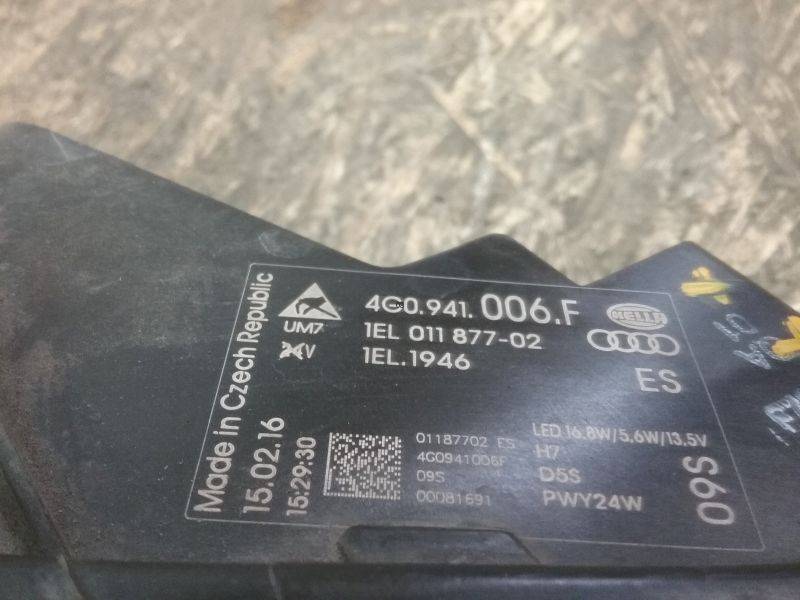 Made in Czech Republic
15.02.16
15:29:30
UM7
24V
4G0.941.006.F
1EL 011 877-02
1EL.1946
HELLA
ES
01187702 ES
4G0941006F
09S
00081691
LED 16.8W/5.6W/13.5V
H7
D5S
PWY24W
09S